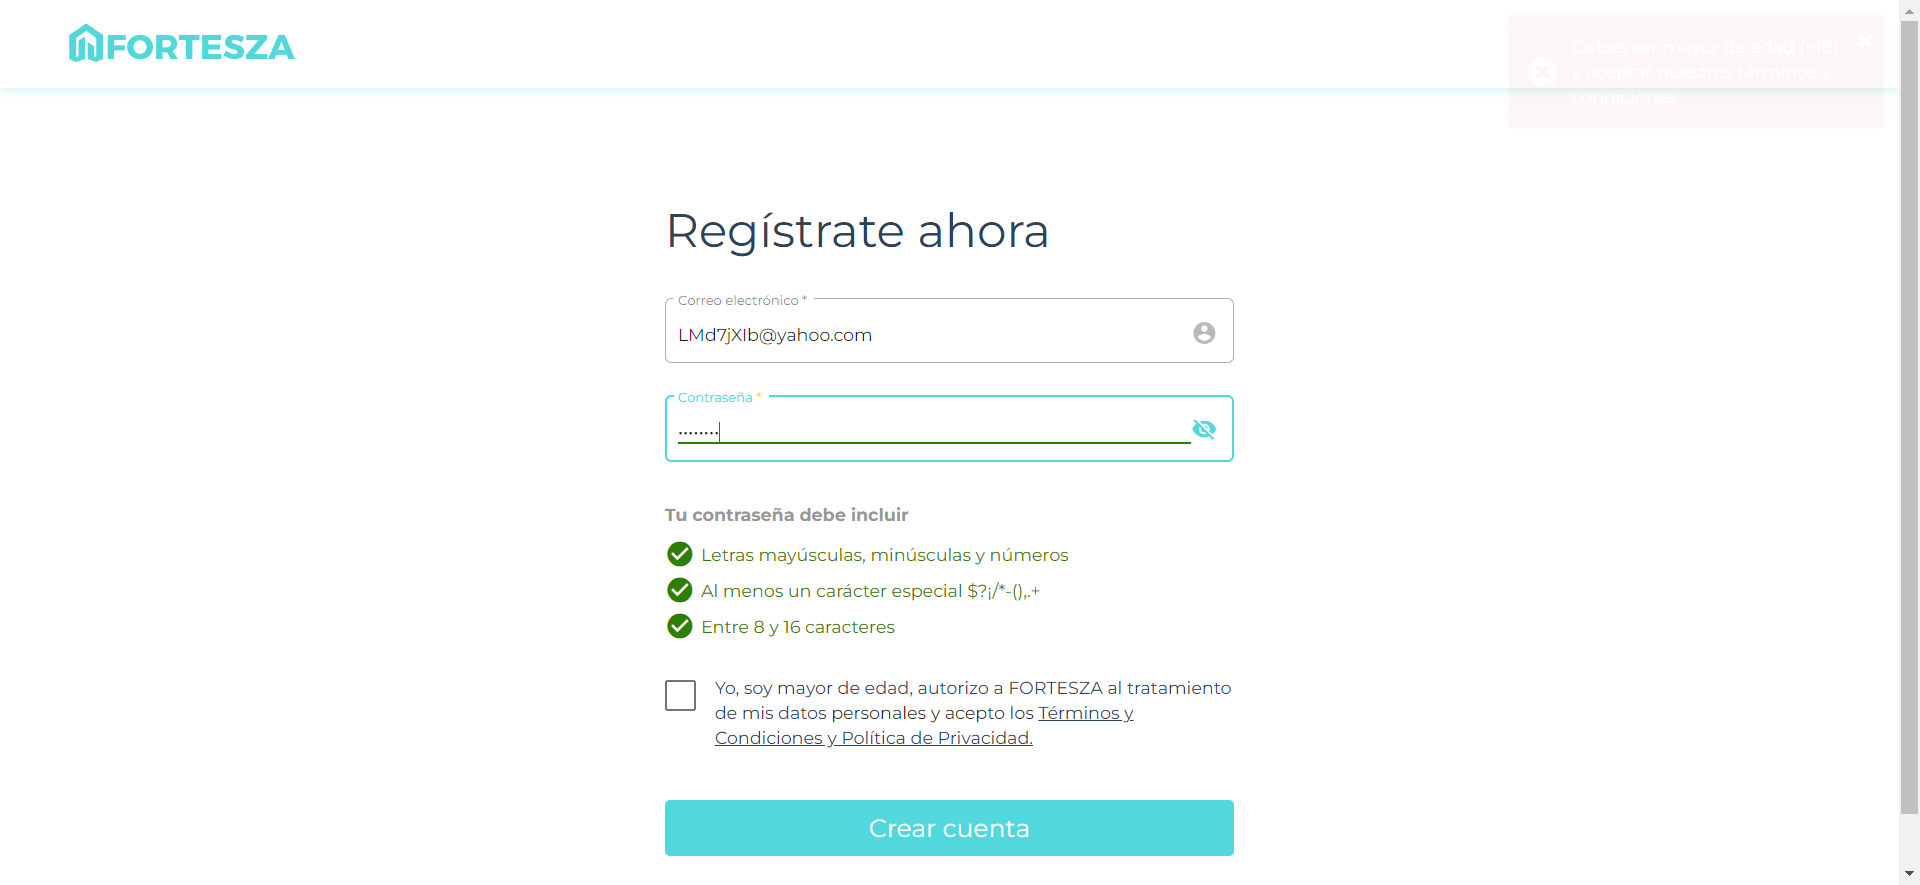 FORTESZA
Debes ser mayor de edad (+18)
y aceptar nuestros términos y
condiciones
Regístrate ahora
Correo electrónico *
LMd7jXIb@yahoo.com
Contraseña *
........
Tu contraseña debe incluir
Letras mayúsculas, minúsculas y números
Al menos un carácter especial $?¡/*-(),.+
Entre 8 y 16 caracteres
Yo, soy mayor de edad, autorizo a FORTESZA al tratamiento
de mis datos personales y acepto los Términos y
Condiciones y Política de Privacidad.
Crear cuenta